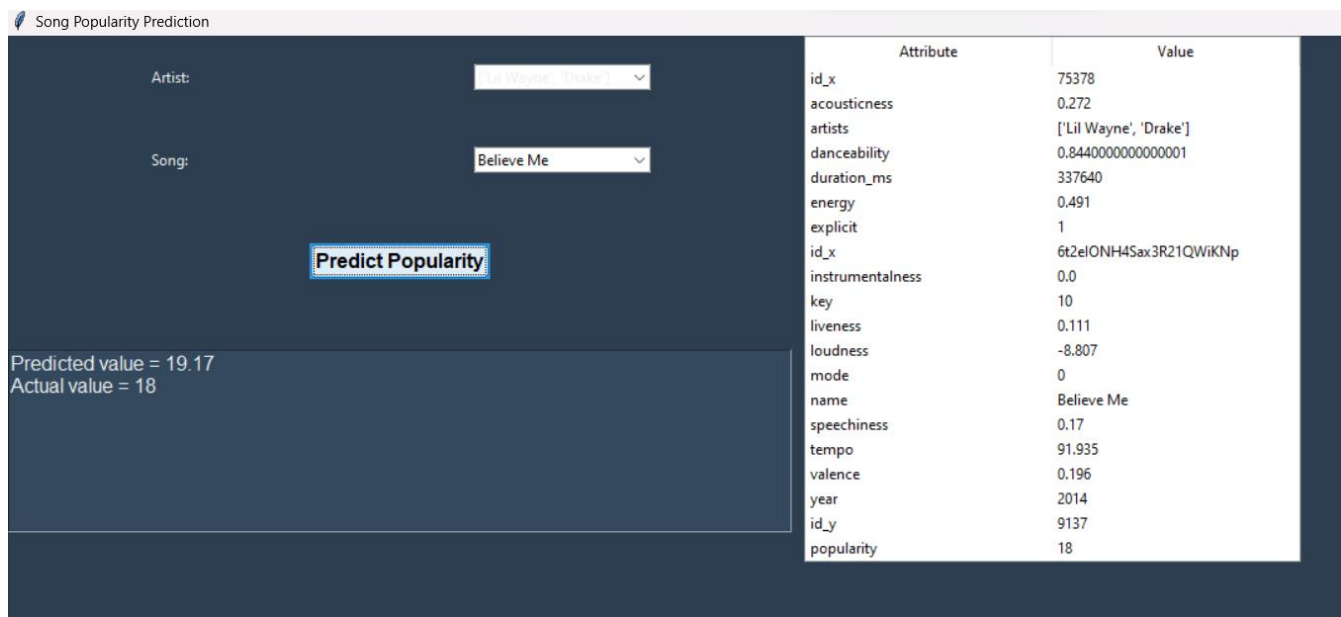 Song Popularity Prediction
Artist: ['Lil Wayne', 'Drake']
Song: Believe Me
Predict Popularity
Predicted value = 19.17
Actual value = 18
Attribute Value
id_x 75378
acousticness 0.272
artists ['Lil Wayne', 'Drake']
danceability 0.8440000000000001
duration_ms 337640
energy 0.491
explicit 1
id_x 6t2elONH4Sax3R21QWiKNp
instrumentalness 0.0
key 10
liveness 0.111
loudness -8.807
mode 0
name Believe Me
speechiness 0.17
tempo 91.935
valence 0.196
year 2014
id_y 9137
popularity 18